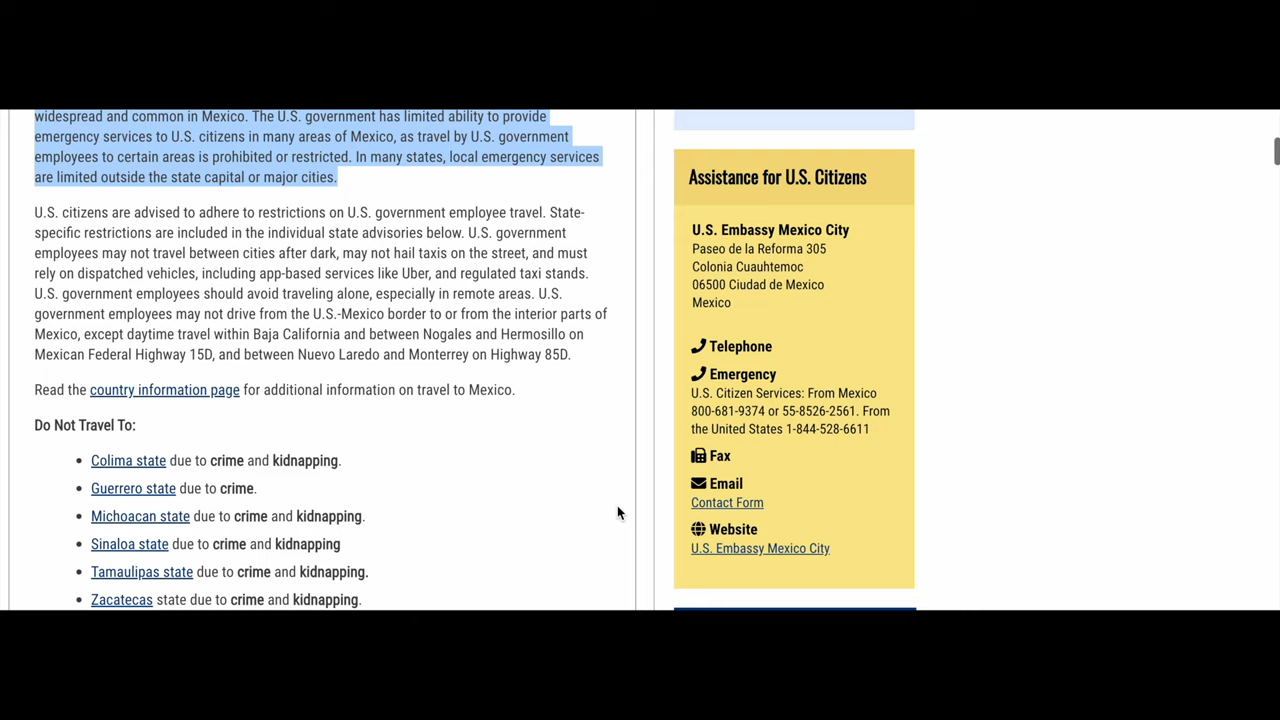 widespread and common in Mexico. The U.S. government has limited ability to provide
emergency services to U.S. citizens in many areas of Mexico, as travel by U.S. government
employees to certain areas is prohibited or restricted. In many states, local emergency services
are limited outside the state capital or major cities.
U.S. citizens are advised to adhere to restrictions on U.S. government employee travel. State-
specific restrictions are included in the individual state advisories below. U.S. government
employees may not travel between cities after dark, may not hail taxis on the street, and must
rely on dispatched vehicles, including app-based services like Uber, and regulated taxi stands.
U.S. government employees should avoid traveling alone, especially in remote areas. U.S.
government employees may not drive from the U.S.-Mexico border to or from the interior parts of
Mexico, except daytime travel within Baja California and between Nogales and Hermosillo on
Mexican Federal Highway 15D, and between Nuevo Laredo and Monterrey on Highway 85D.
Read the country information page for additional information on travel to Mexico.
Do Not Travel To:
• Colima state due to crime and kidnapping.
• Guerrero state due to crime.
• Michoacan state due to crime and kidnapping.
• Sinaloa state due to crime and kidnapping
• Tamaulipas state due to crime and kidnapping.
• Zacatecas state due to crime and kidnapping.
Assistance for U.S. Citizens
U.S. Embassy Mexico City
Paseo de la Reforma 305
Colonia Cuauhtemoc
06500 Ciudad de Mexico
Mexico
Telephone
Emergency
U.S. Citizen Services: From Mexico
800-681-9374 or 55-8526-2561. From
the United States 1-844-528-6611
Fax
Email
Contact Form
Website
U.S. Embassy Mexico City